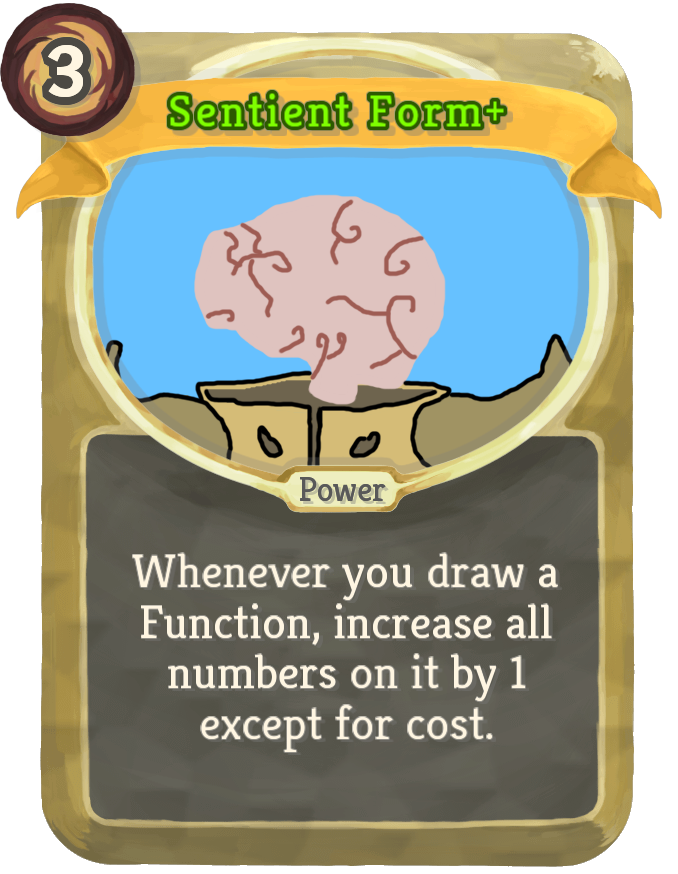 3
Sentient Form+
Power
Whenever you draw a
Function, increase all
numbers on it by 1
except for cost.